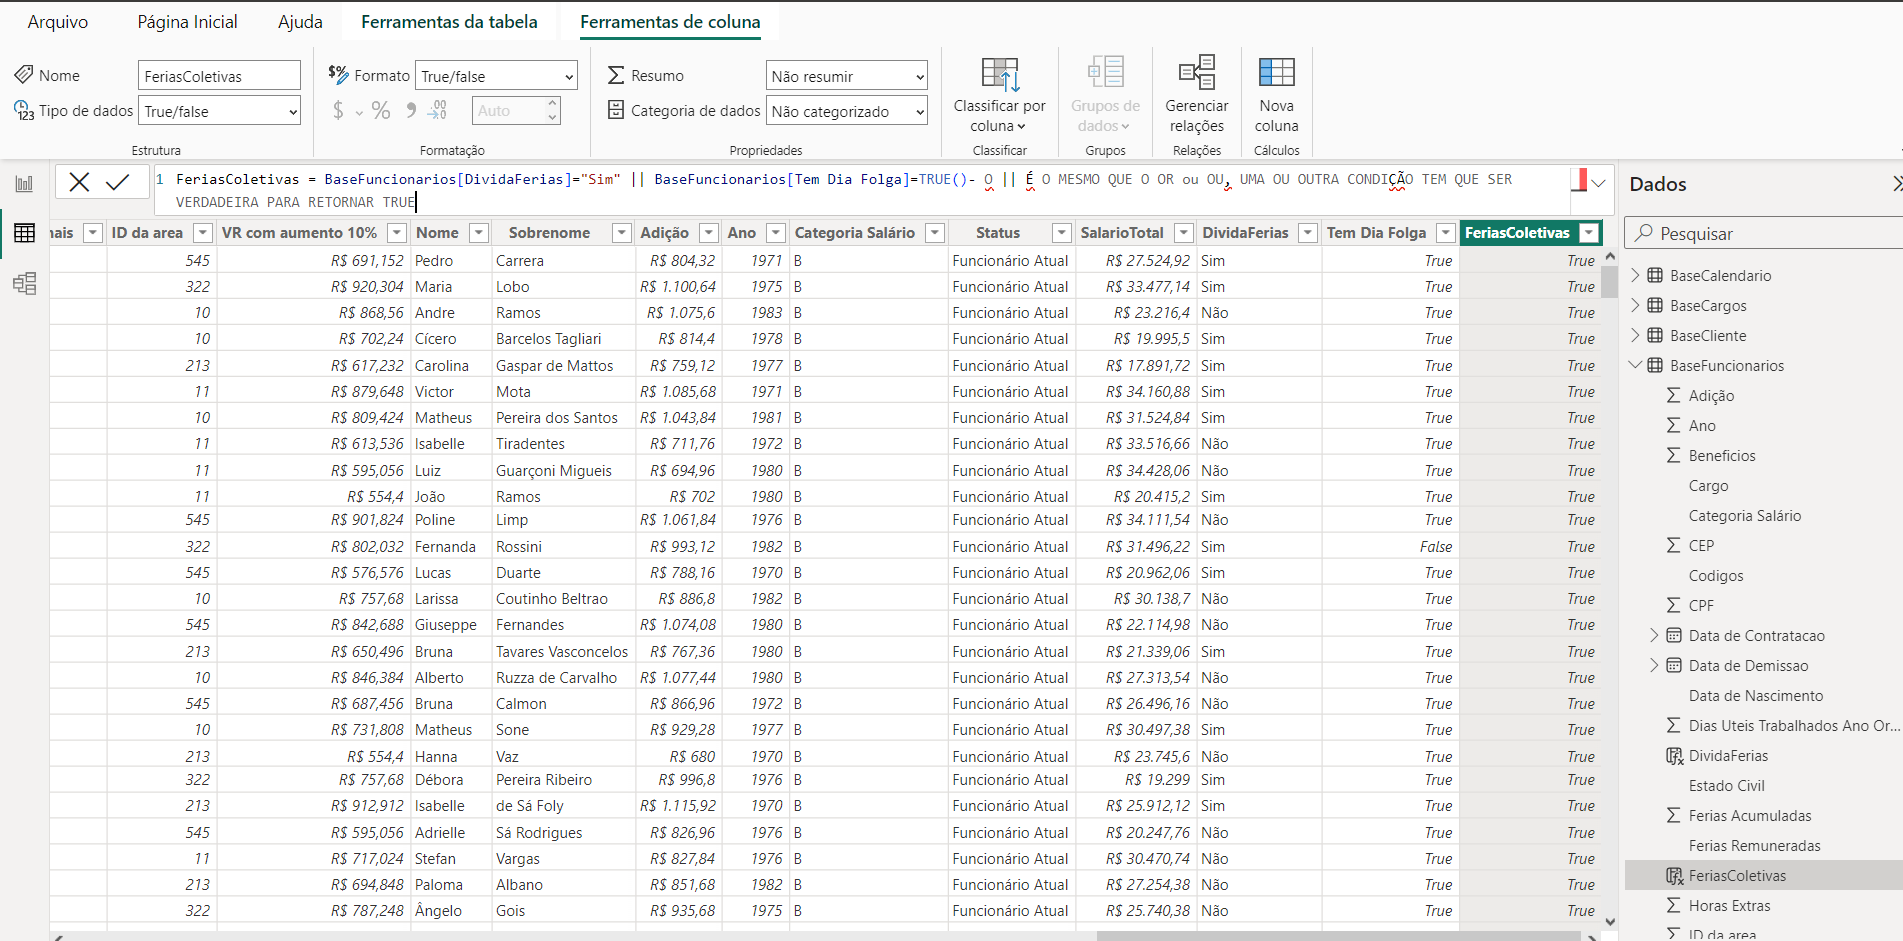 Arquivo Página Inicial Ajuda Ferramentas da tabela Ferramentas de coluna
Nome FeriasColetivas
Tipo de dados True/false
Estrutura
$% Formato True/false
$ % 9 .00 Auto
Formatação
Resumo Não resumir
Categoria de dados Não categorizado
Propriedades
Classificar por
coluna
Classificar
Grupos de
dados
Grupos
Gerenciar
relações
Relações
Nova
coluna
Cálculos
1 FeriasColetivas = BaseFuncionarios[DividaFerias]="Sim" || BaseFuncionarios[Tem Dia Folga]=TRUE()- O || É O MESMO QUE O OR ou OU, UMA OU OUTRA CONDIÇÃO TEM QUE SER
VERDADEIRA PARA RETORNAR TRUE
nais ID da area VR com aumento 10% Nome Sobrenome Adição Ano Categoria Salário Status SalarioTotal DividaFerias Tem Dia Folga FeriasColetivas
545 R$ 691,152 Pedro Carrera R$ 804,32 1971 B Funcionário Atual R$ 27.524,92 Sim True True
322 R$ 920,304 Maria Lobo R$ 1.100,64 1975 B Funcionário Atual R$ 33.477,14 Sim True True
10 R$ 868,56 Andre Ramos R$ 1.075,6 1983 B Funcionário Atual R$ 23.216,4 Não True True
10 R$ 702,24 Cícero Barcelos Tagliari R$ 814,4 1978 B Funcionário Atual R$ 19.995,5 Sim True True
213 R$ 617,232 Carolina Gaspar de Mattos R$ 759,12 1977 B Funcionário Atual R$ 17.891,72 Sim True True
11 R$ 879,648 Victor Mota R$ 1.085,68 1971 B Funcionário Atual R$ 34.160,88 Sim True True
10 R$ 809,424 Matheus Pereira dos Santos R$ 1.043,84 1981 B Funcionário Atual R$ 31.524,84 Sim True True
11 R$ 613,536 Isabelle Tiradentes R$ 711,76 1972 B Funcionário Atual R$ 33.516,66 Não True True
11 R$ 595,056 Luiz Guarçoni Migueis R$ 694,96 1980 B Funcionário Atual R$ 34.428,06 Não True True
11 R$ 554,4 João Ramos R$ 702 1980 B Funcionário Atual R$ 20.415,2 Sim True True
545 R$ 901,824 Poline Limp R$ 1.061,84 1976 B Funcionário Atual R$ 34.111,54 Não True True
322 R$ 802,032 Fernanda Rossini R$ 993,12 1982 B Funcionário Atual R$ 31.496,22 Sim False True
545 R$ 576,576 Lucas Duarte R$ 788,16 1970 B Funcionário Atual R$ 20.962,06 Sim True True
10 R$ 757,68 Larissa Coutinho Beltrao R$ 886,8 1982 B Funcionário Atual R$ 30.138,7 Não True True
545 R$ 842,688 Giuseppe Fernandes R$ 1.074,08 1980 B Funcionário Atual R$ 22.114,98 Não True True
213 R$ 650,496 Bruna Tavares Vasconcelos R$ 767,36 1980 B Funcionário Atual R$ 21.339,06 Sim True True
10 R$ 846,384 Alberto Ruzza de Carvalho R$ 1.077,44 1980 B Funcionário Atual R$ 27.313,54 Não True True
545 R$ 687,456 Bruna Calmon R$ 866,96 1972 B Funcionário Atual R$ 26.496,16 Não True True
10 R$ 731,808 Matheus Sone R$ 929,28 1977 B Funcionário Atual R$ 30.497,38 Sim True True
213 R$ 554,4 Hanna Vaz R$ 680 1970 B Funcionário Atual R$ 23.745,6 Não True True
322 R$ 757,68 Débora Pereira Ribeiro R$ 996,8 1976 B Funcionário Atual R$ 19.299 Sim True True
213 R$ 912,912 Isabelle de Sá Foly R$ 1.115,92 1970 B Funcionário Atual R$ 25.912,12 Sim True True
545 R$ 595,056 Adrielle Sá Rodrigues R$ 826,96 1976 B Funcionário Atual R$ 20.247,76 Não True True
11 R$ 717,024 Stefan Vargas R$ 827,84 1976 B Funcionário Atual R$ 30.470,74 Não True True
213 R$ 694,848 Paloma Albano R$ 851,68 1982 B Funcionário Atual R$ 27.254,38 Não True True
322 R$ 787,248 Ângelo Gois R$ 935,68 1975 B Funcionário Atual R$ 25.740,38 Não True True
Dados
Pesquisar
BaseCalendario
BaseCargos
BaseCliente
BaseFuncionarios
Adição
Ano
Beneficios
Cargo
Categoria Salário
CEP
Codigos
CPF
Data de Contratacao
Data de Demissao
Data de Nascimento
Dias Uteis Trabalhados Ano Or...
DividaFerias
Estado Civil
Ferias Acumuladas
Ferias Remuneradas
FeriasColetivas
Horas Extras
ID da area